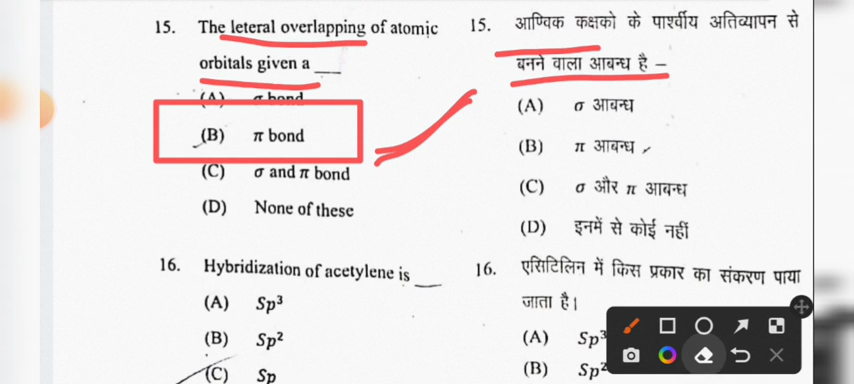 15. The leteral overlapping of atomic
orbitals given a ___
(A) σ bond
(B) π bond
(C) σ and π bond
(D) None of these
16. Hybridization of acetylene is ___
(A) Sp³
(B) Sp²
(C) Sp
15. आण्विक कक्षको के पार्श्वीय अतिव्यापन से
बनने वाला आबन्ध है –
(A) σ आबन्ध
(B) π आबन्ध
(C) σ और π आबन्ध
(D) इनमें से कोई नहीं
16. एसिटिलिन में किस प्रकार का संकरण पाया
जाता है।
(A) Sp³
(B) Sp²